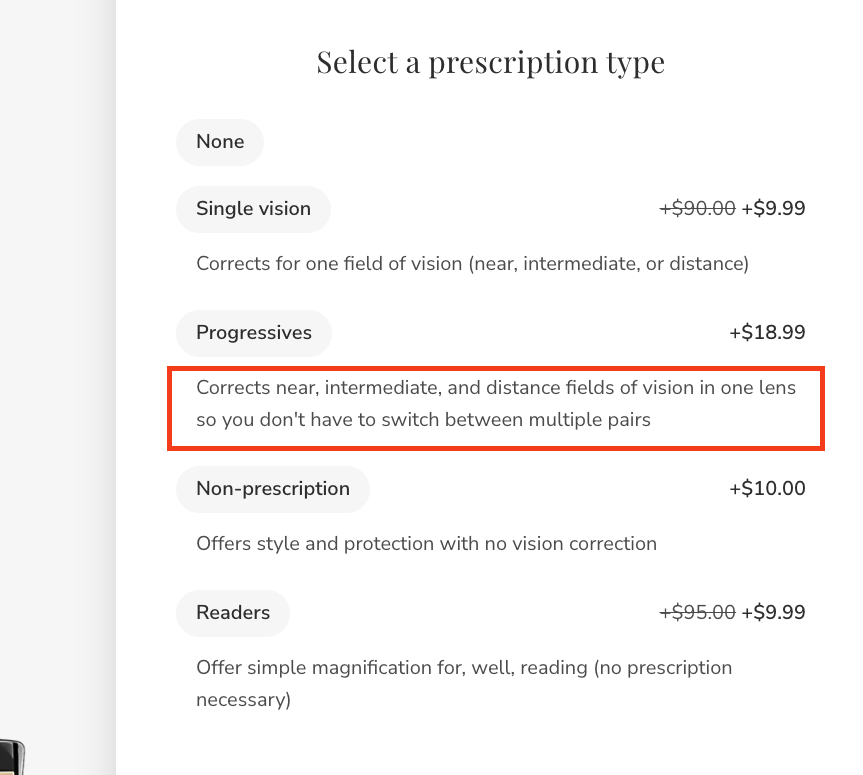 Select a prescription type
None
Single vision +$90.00 +$9.99
Corrects for one field of vision (near, intermediate, or distance)
Progressives +$18.99
Corrects near, intermediate, and distance fields of vision in one lens
so you don't have to switch between multiple pairs
Non-prescription +$10.00
Offers style and protection with no vision correction
Readers +$95.00 +$9.99
Offer simple magnification for, well, reading (no prescription
necessary)